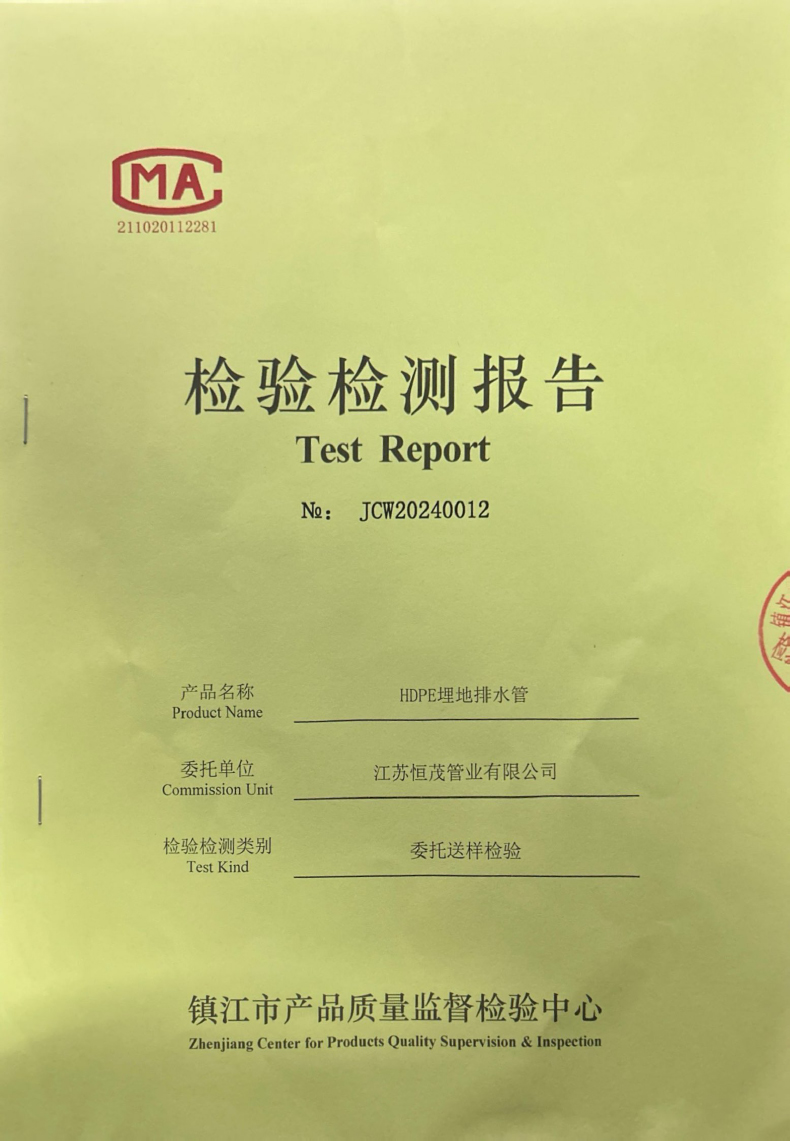 CMA
211020112281
检验检测报告
Test Report
№: JCW20240012
镇江
检
产品名称 HDPE埋地排水管
Product Name
委托单位 江苏恒茂管业有限公司
Commission Unit
检验检测类别 委托送样检验
Test Kind
镇江市产品质量监督检验中心
Zhenjiang Center for Products Quality Supervision & Inspection